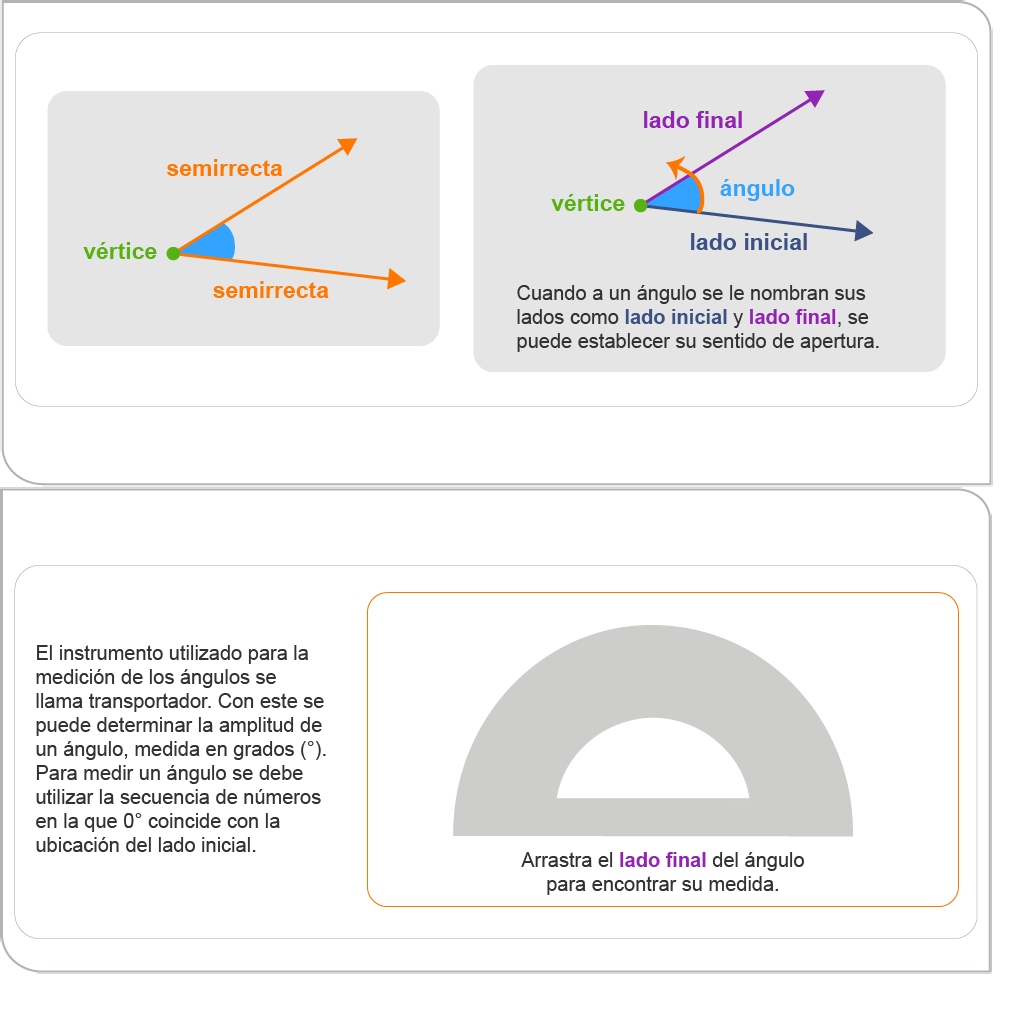 semirrecta
vértice
semirrecta
lado final
ángulo
vértice
lado inicial
Cuando a un ángulo se le nombran sus
lados como lado inicial y lado final, se
puede establecer su sentido de apertura.
El instrumento utilizado para la
medición de los ángulos se
llama transportador. Con este se
puede determinar la amplitud de
un ángulo, medida en grados (°).
Para medir un ángulo se debe
utilizar la secuencia de números
en la que 0° coincide con la
ubicación del lado inicial.
Arrastra el lado final del ángulo
para encontrar su medida.